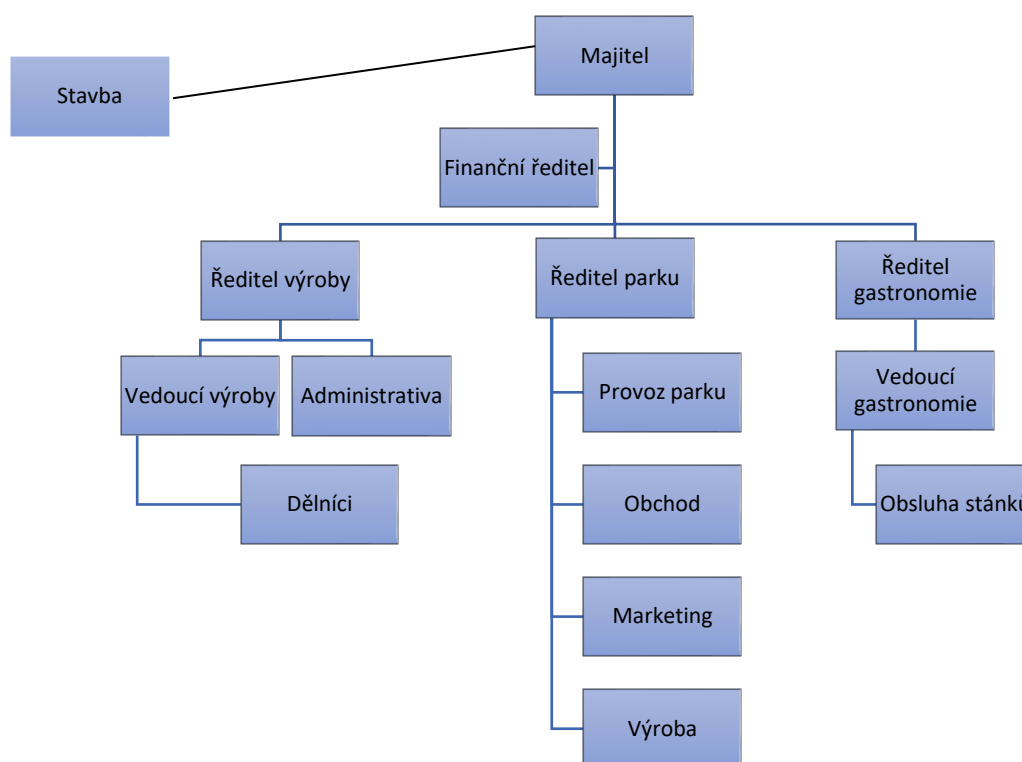 Majitel
Stavba
Finanční ředitel
Ředitel výroby
Ředitel parku
Ředitel
gastronomie
Vedoucí výroby
Administrativa
Provoz parku
Vedoucí
gastronomie
Dělníci
Obchod
Obsluha stánků
Marketing
Výroba